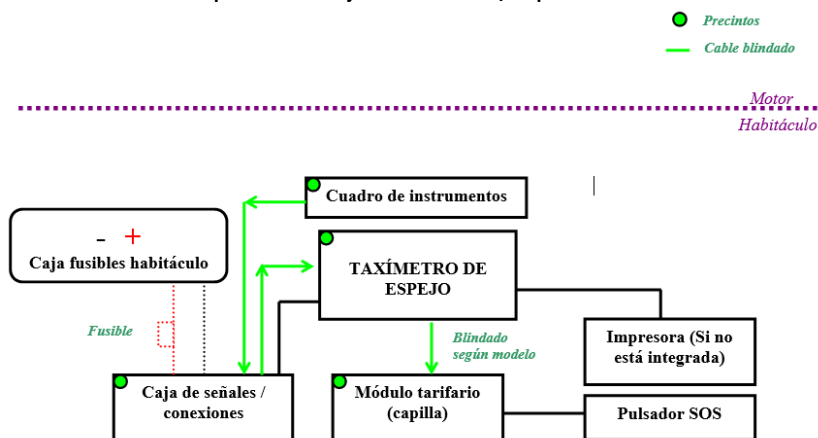 Precintos
Cable blindado
Motor
Habitáculo
Cuadro de instrumentos
- +
Caja fusibles habitáculo
TAXÍMETRO DE
ESPEJO
Fusible
Blindado
según modelo
Impresora (Si no
está integrada)
Caja de señales /
conexiones
Módulo tarifario
(capilla)
Pulsador SOS